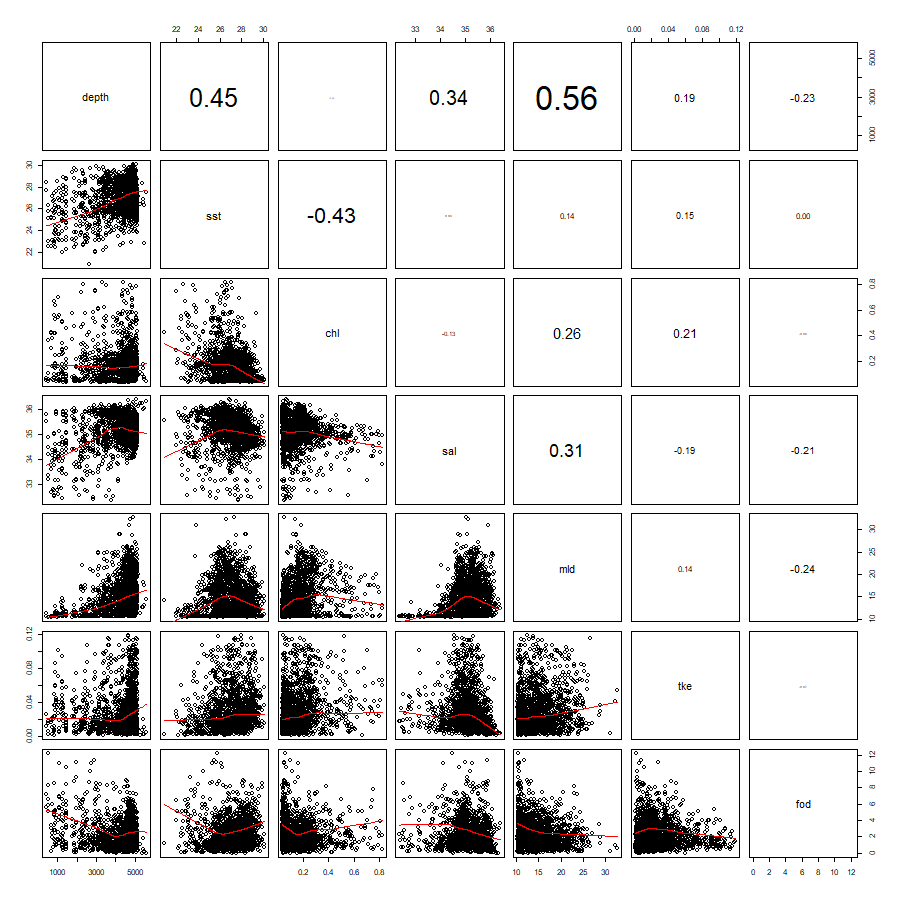 22 24 26 28 30 33 34 35 36 0.00 0.04 0.08 0.12
depth 0.45 0.34 0.56 0.19 -0.23
1000 3000 5000
22 24 26 28 30
sst -0.43 0.14 0.15 0.00
chl -0.13 0.26 0.21
0.2 0.4 0.6 0.8
33 34 35 36
sal 0.31 -0.19 -0.21
mld 0.14 -0.24
10 15 20 25 30
0.00 0.04 0.08 0.12
tke
fod
0 2 4 6 8 10 12
1000 3000 5000 0.2 0.4 0.6 0.8 10 15 20 25 30 0 2 4 6 8 10 12